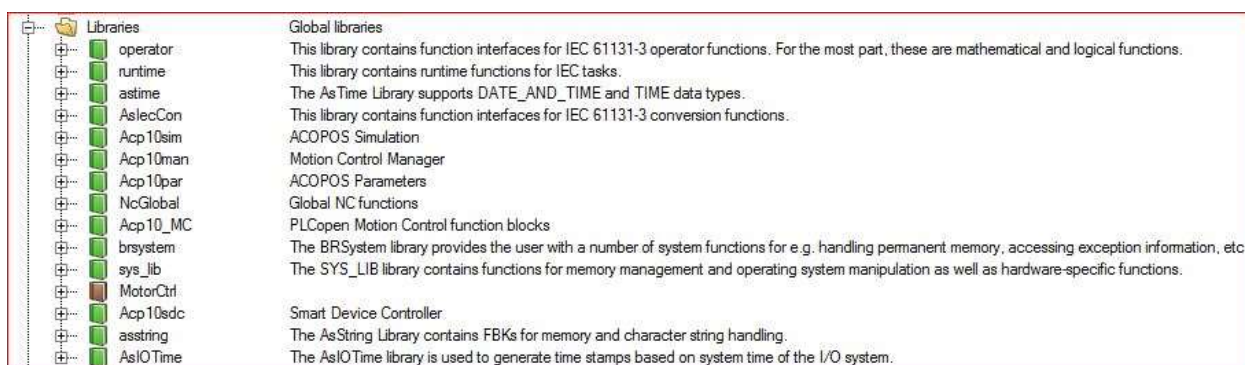 Libraries Global libraries
operator This library contains function interfaces for IEC 61131-3 operator functions. For the most part, these are mathematical and logical functions.
runtime This library contains runtime functions for IEC tasks.
astime The AsTime Library supports DATE_AND_TIME and TIME data types.
AsIecCon This library contains function interfaces for IEC 61131-3 conversion functions.
Acp10sim ACOPOS Simulation
Acp10man Motion Control Manager
Acp10par ACOPOS Parameters
NcGlobal Global NC functions
Acp10_MC PLCopen Motion Control function blocks
brsystem The BRSystem library provides the user with a number of system functions for e.g. handling permanent memory, accessing exception information, etc
sys_lib The SYS_LIB library contains functions for memory management and operating system manipulation as well as hardware-specific functions.
MotorCtrl
Acp10sdc Smart Device Controller
asstring The AsString Library contains FBKs for memory and character string handling.
AsIOTime The AsIOTime library is used to generate time stamps based on system time of the I/O system.